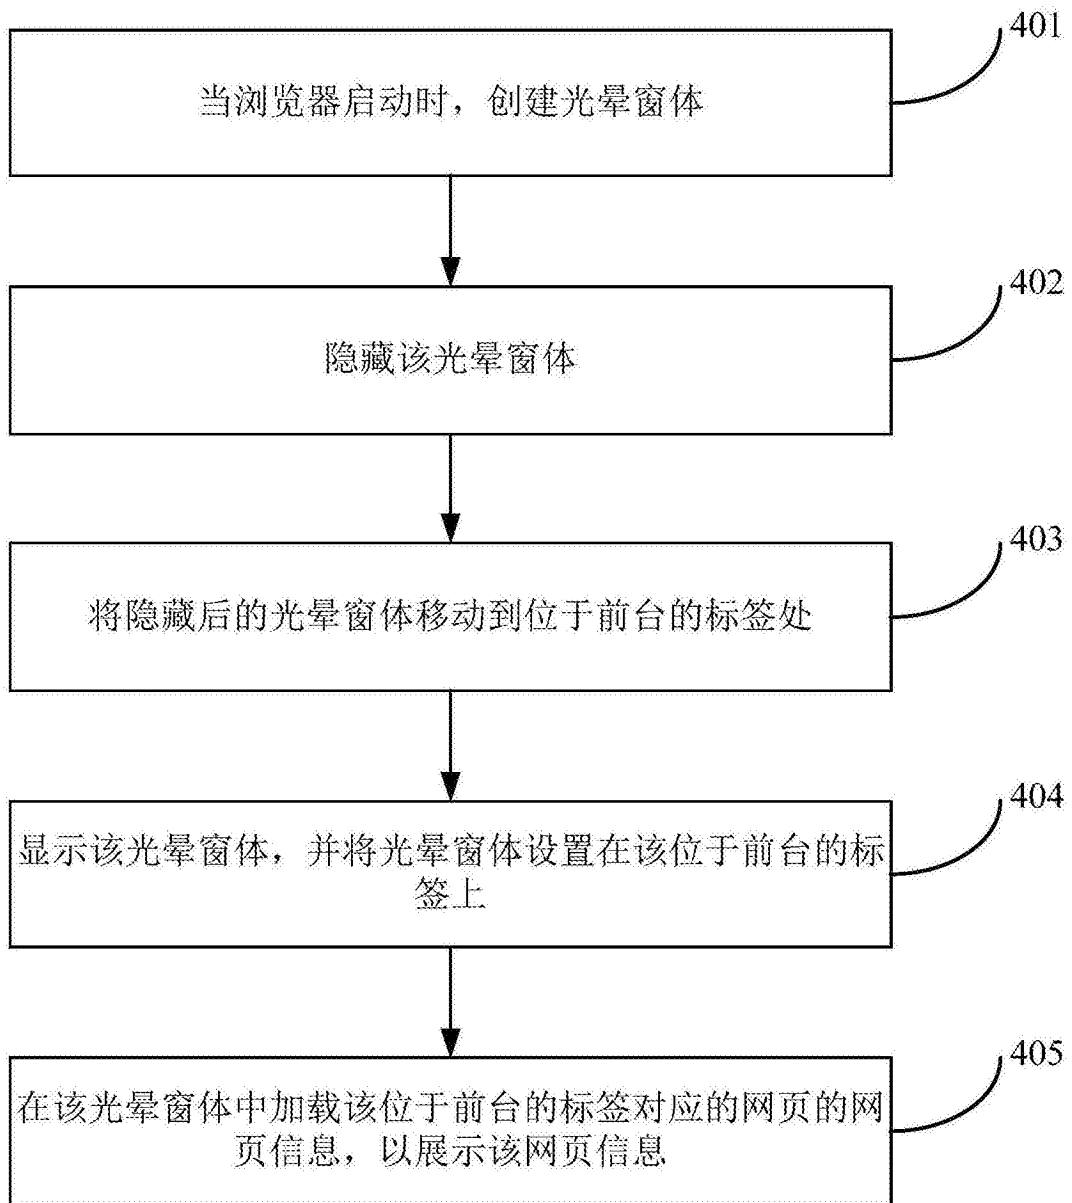 401
当浏览器启动时，创建光晕窗体
402
隐藏该光晕窗体
403
将隐藏后的光晕窗体移动到位于前台的标签处
404
显示该光晕窗体，并将光晕窗体设置在该位于前台的标
签上
405
在该光晕窗体中加载该位于前台的标签对应的网页的网
页信息，以展示该网页信息